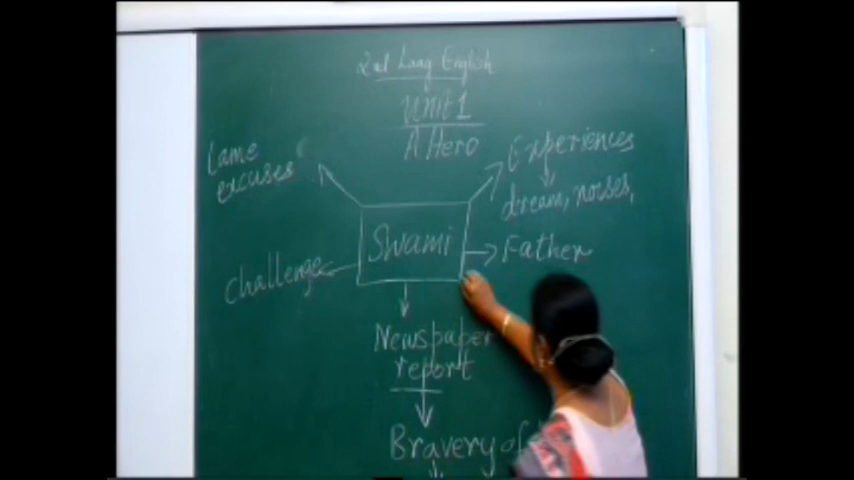 2nd Lang English
Unit 1
A Hero
Lame
excuses
Experiences
dream, noises,
Swami
Father
challenge
Newspaper
report
Bravery of